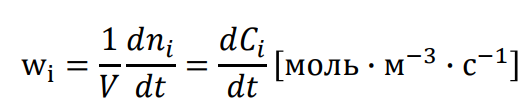 wᵢ = 1/V dnᵢ/dt = dCᵢ/dt [моль · м⁻³ · с⁻¹]